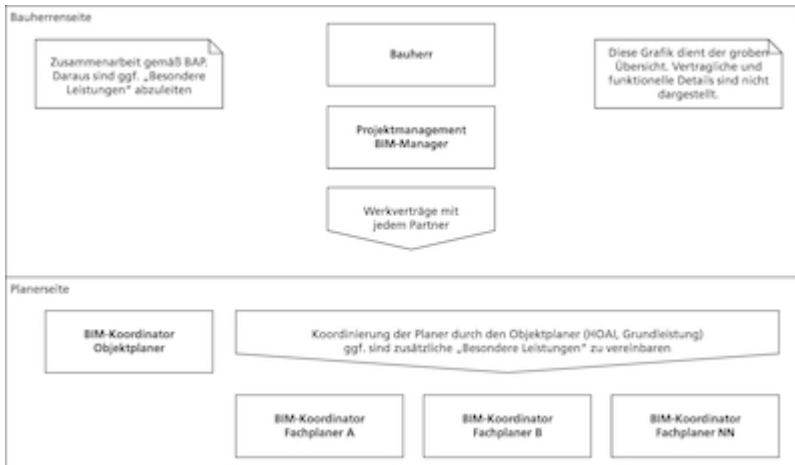 Bauherrenseite
Zusammenarbeit gemäß BAP.
Daraus sind ggf. „Besondere
Leistungen“ abzuleiten
Bauherr
Diese Grafik dient der groben
Übersicht. Vertragliche und
funktionelle Details sind nicht
dargestellt.
Projektmanagement
BIM-Manager
Werkverträge mit
jedem Partner
Planerseite
BIM-Koordinator
Objektplaner
Koordinierung der Planer durch den Objektplaner (HOAI, Grundleistung)
ggf. sind zusätzliche „Besondere Leistungen“ zu vereinbaren
BIM-Koordinator
Fachplaner A
BIM-Koordinator
Fachplaner B
BIM-Koordinator
Fachplaner NN